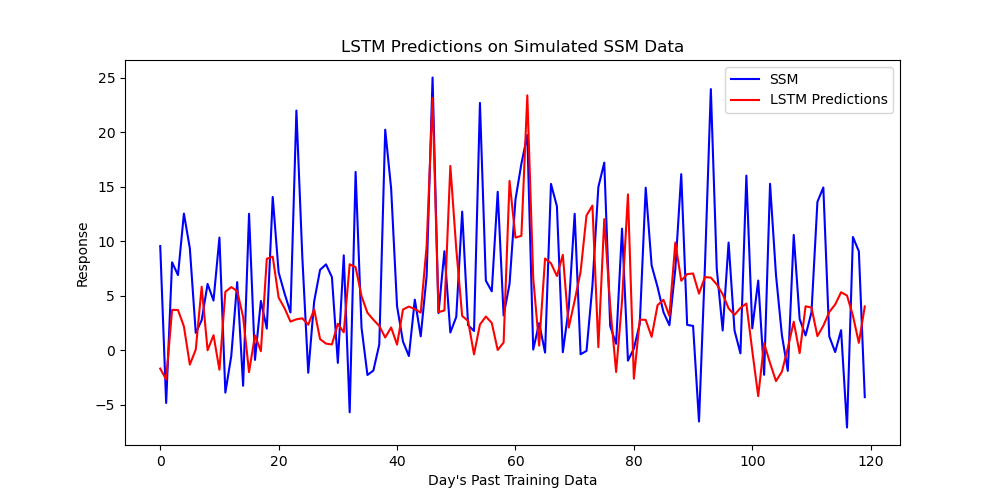 LSTM Predictions on Simulated SSM Data
SSM
LSTM Predictions
Response
25
20
15
10
5
0
−5
0 20 40 60 80 100 120
Day's Past Training Data